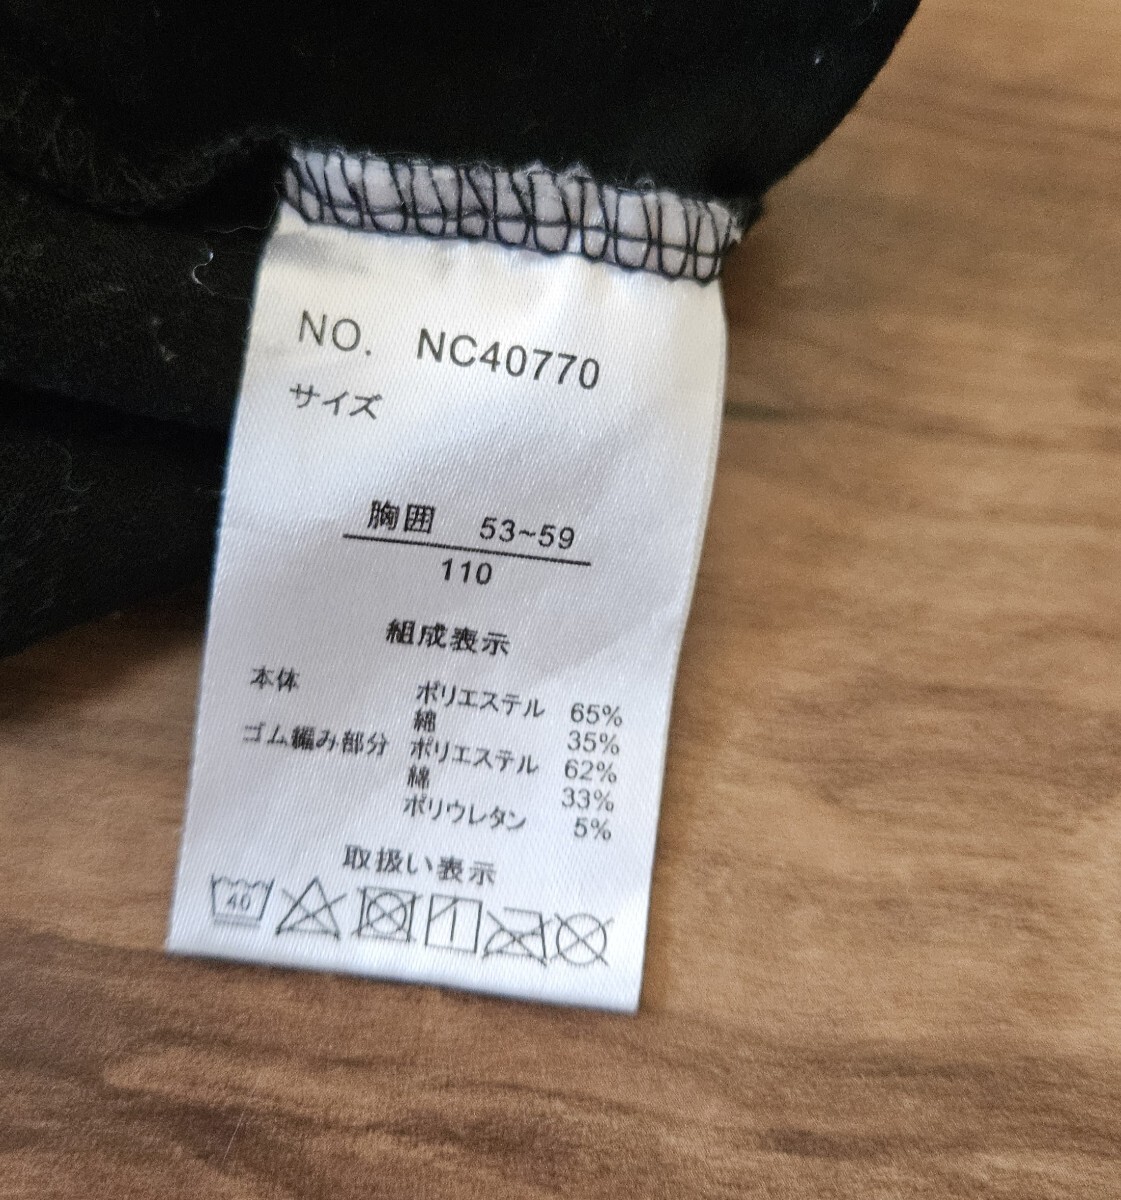 NO. NC40770
サイズ
胸囲 53~59
110
組成表示
本体 ポリエステル 65%
綿 35%
ゴム編み部分 ポリエステル 62%
綿 33%
ポリウレタン 5%
取扱い表示
40